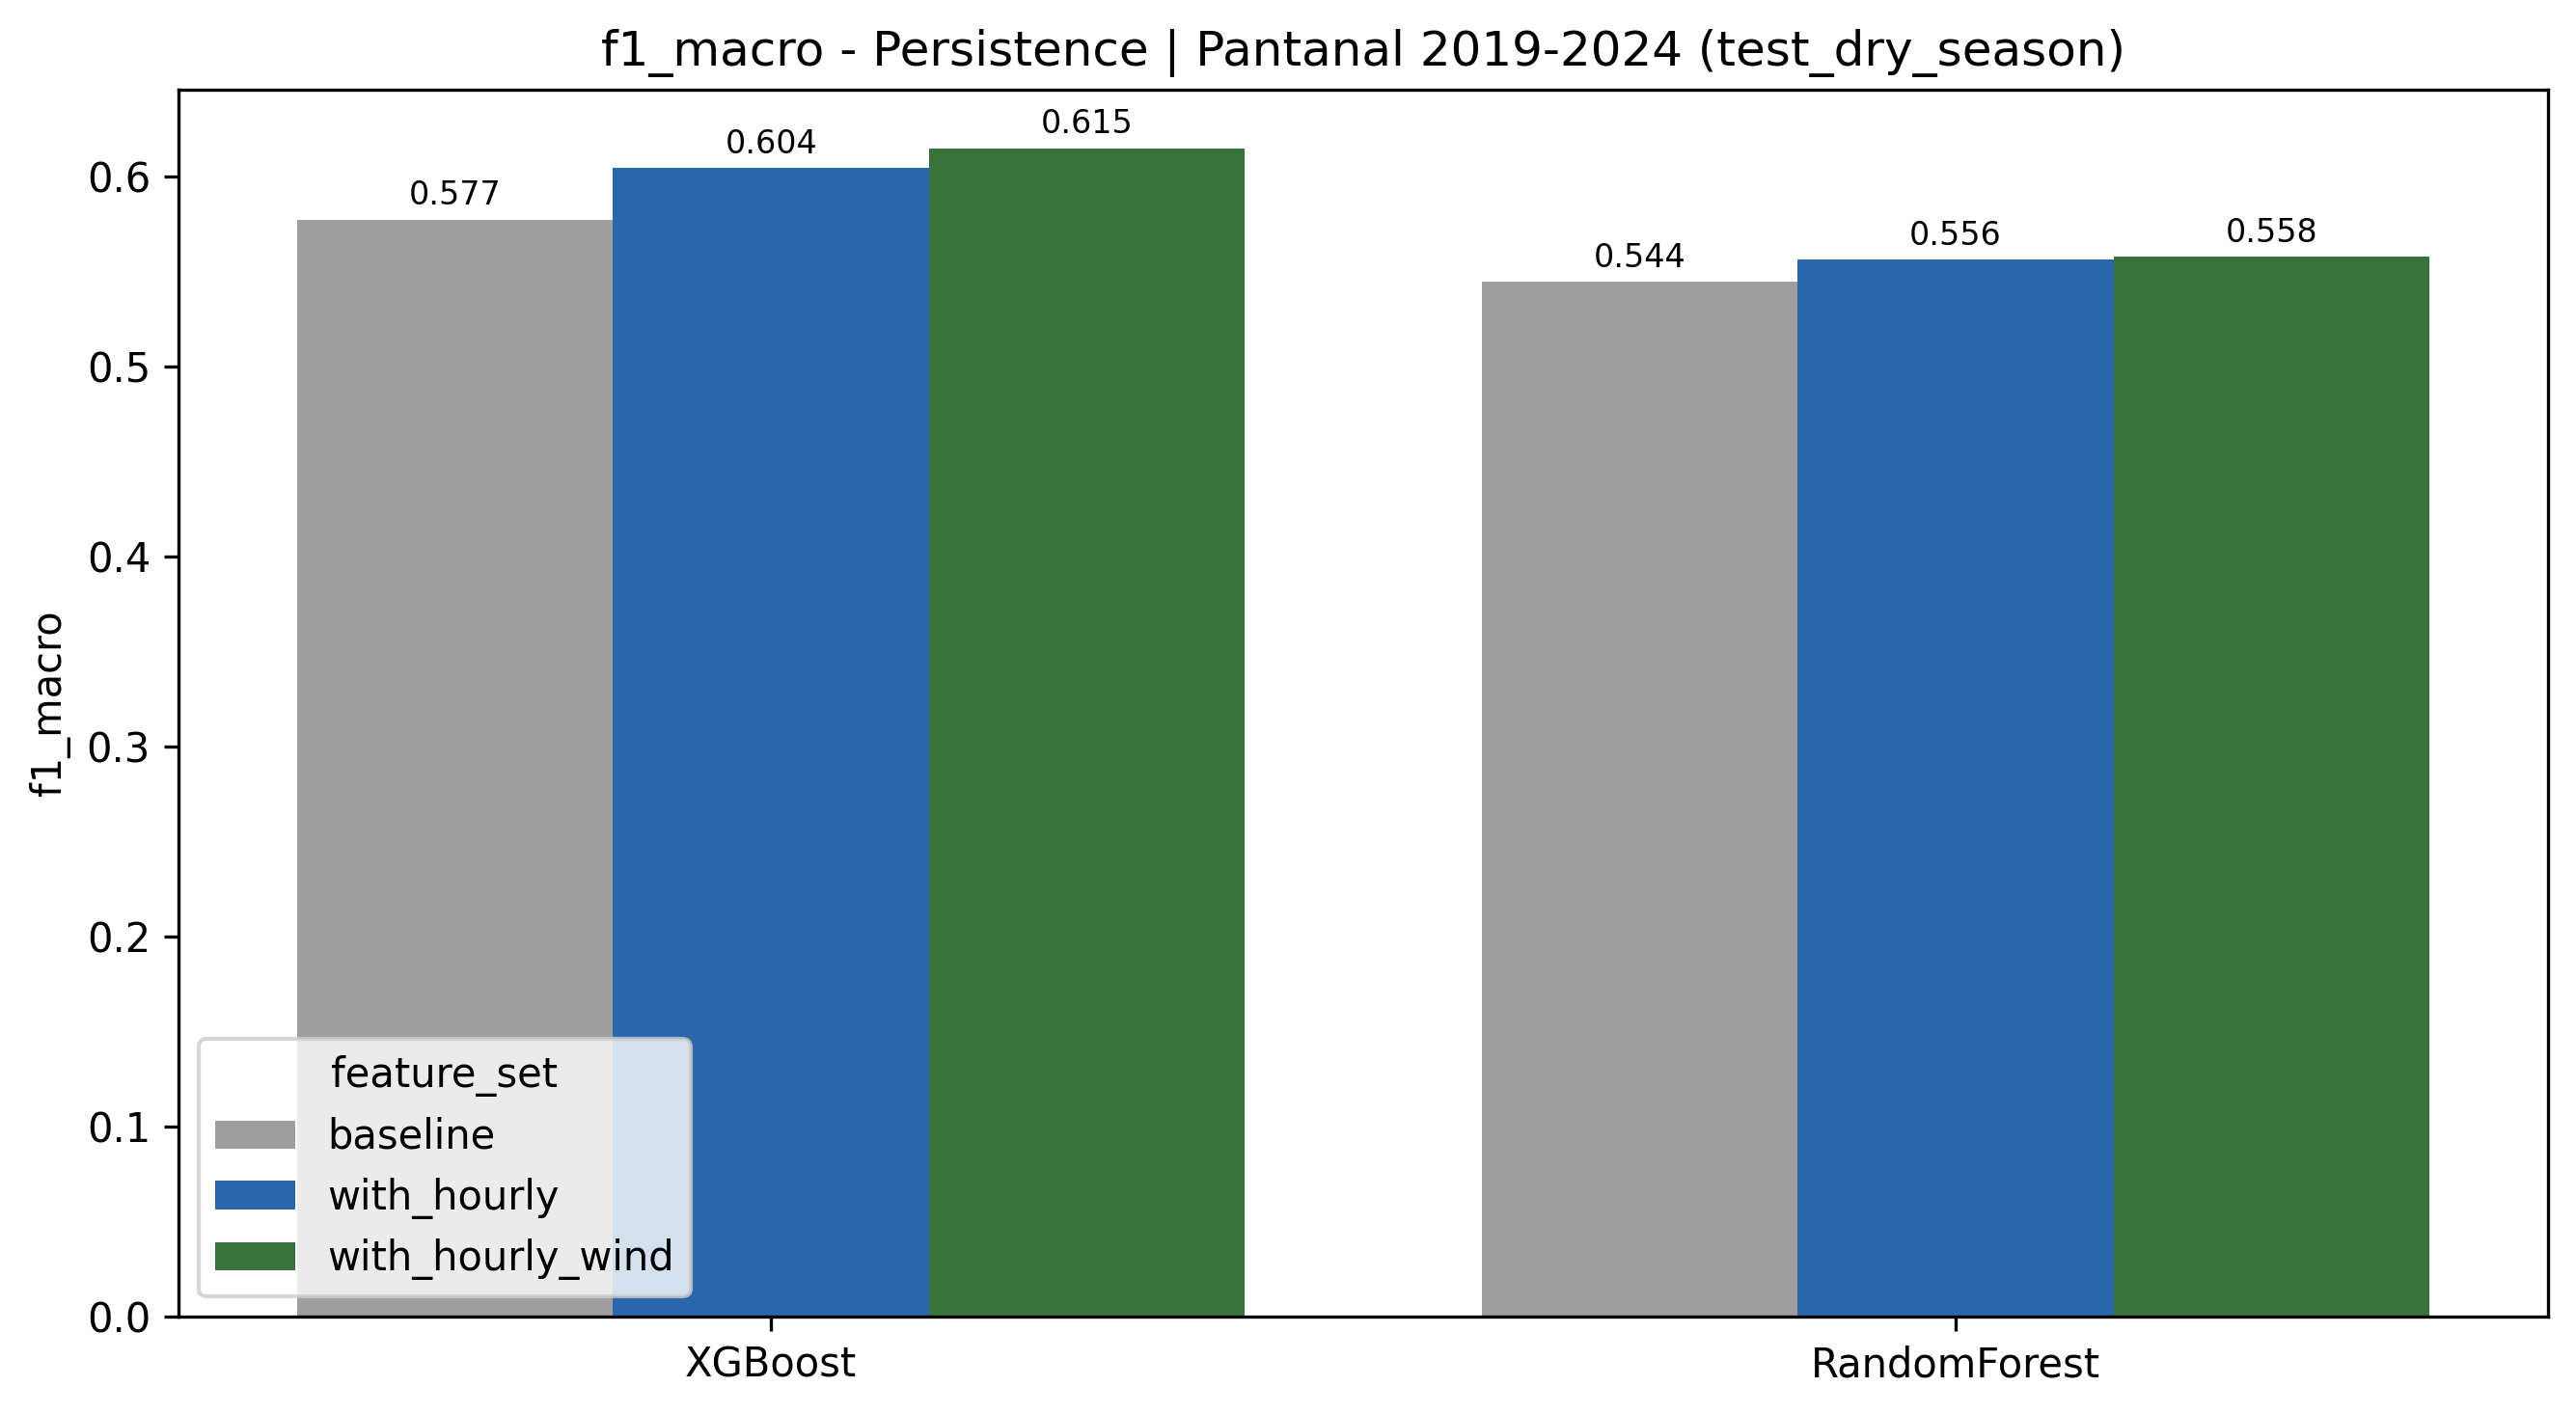 f1_macro - Persistence | Pantanal 2019-2024 (test_dry_season)
0.577
0.604
0.615
0.544
0.556
0.558
f1_macro
0.6
0.5
0.4
0.3
0.2
0.1
0.0
feature_set
baseline
with_hourly
with_hourly_wind
XGBoost
RandomForest